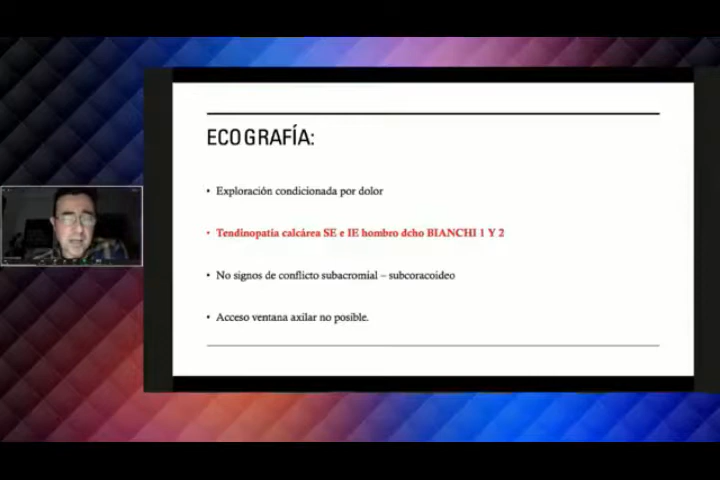 ECOGRAFÍA:
• Exploración condicionada por dolor
• Tendinopatía calcárea SE e IE hombro dcho BIANCHI 1 Y 2
• No signos de conflicto subacromial – subcoracoideo
• Acceso ventana axilar no posible.